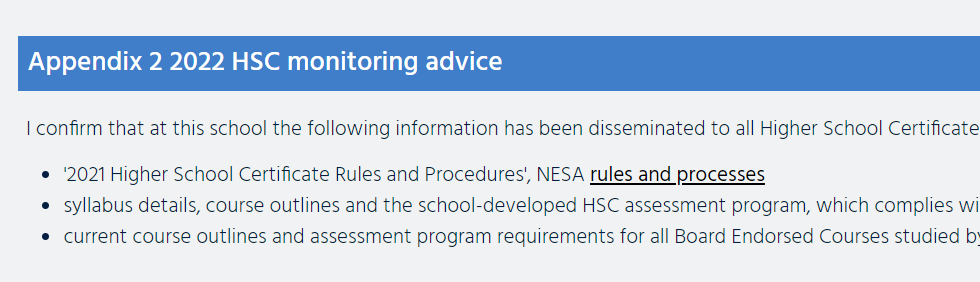 Appendix 2 2022 HSC monitoring advice
I confirm that at this school the following information has been disseminated to all Higher School Certificate
'2021 Higher School Certificate Rules and Procedures', NESA rules and processes
syllabus details, course outlines and the school-developed HSC assessment program, which complies wi
current course outlines and assessment program requirements for all Board Endorsed Courses studied by